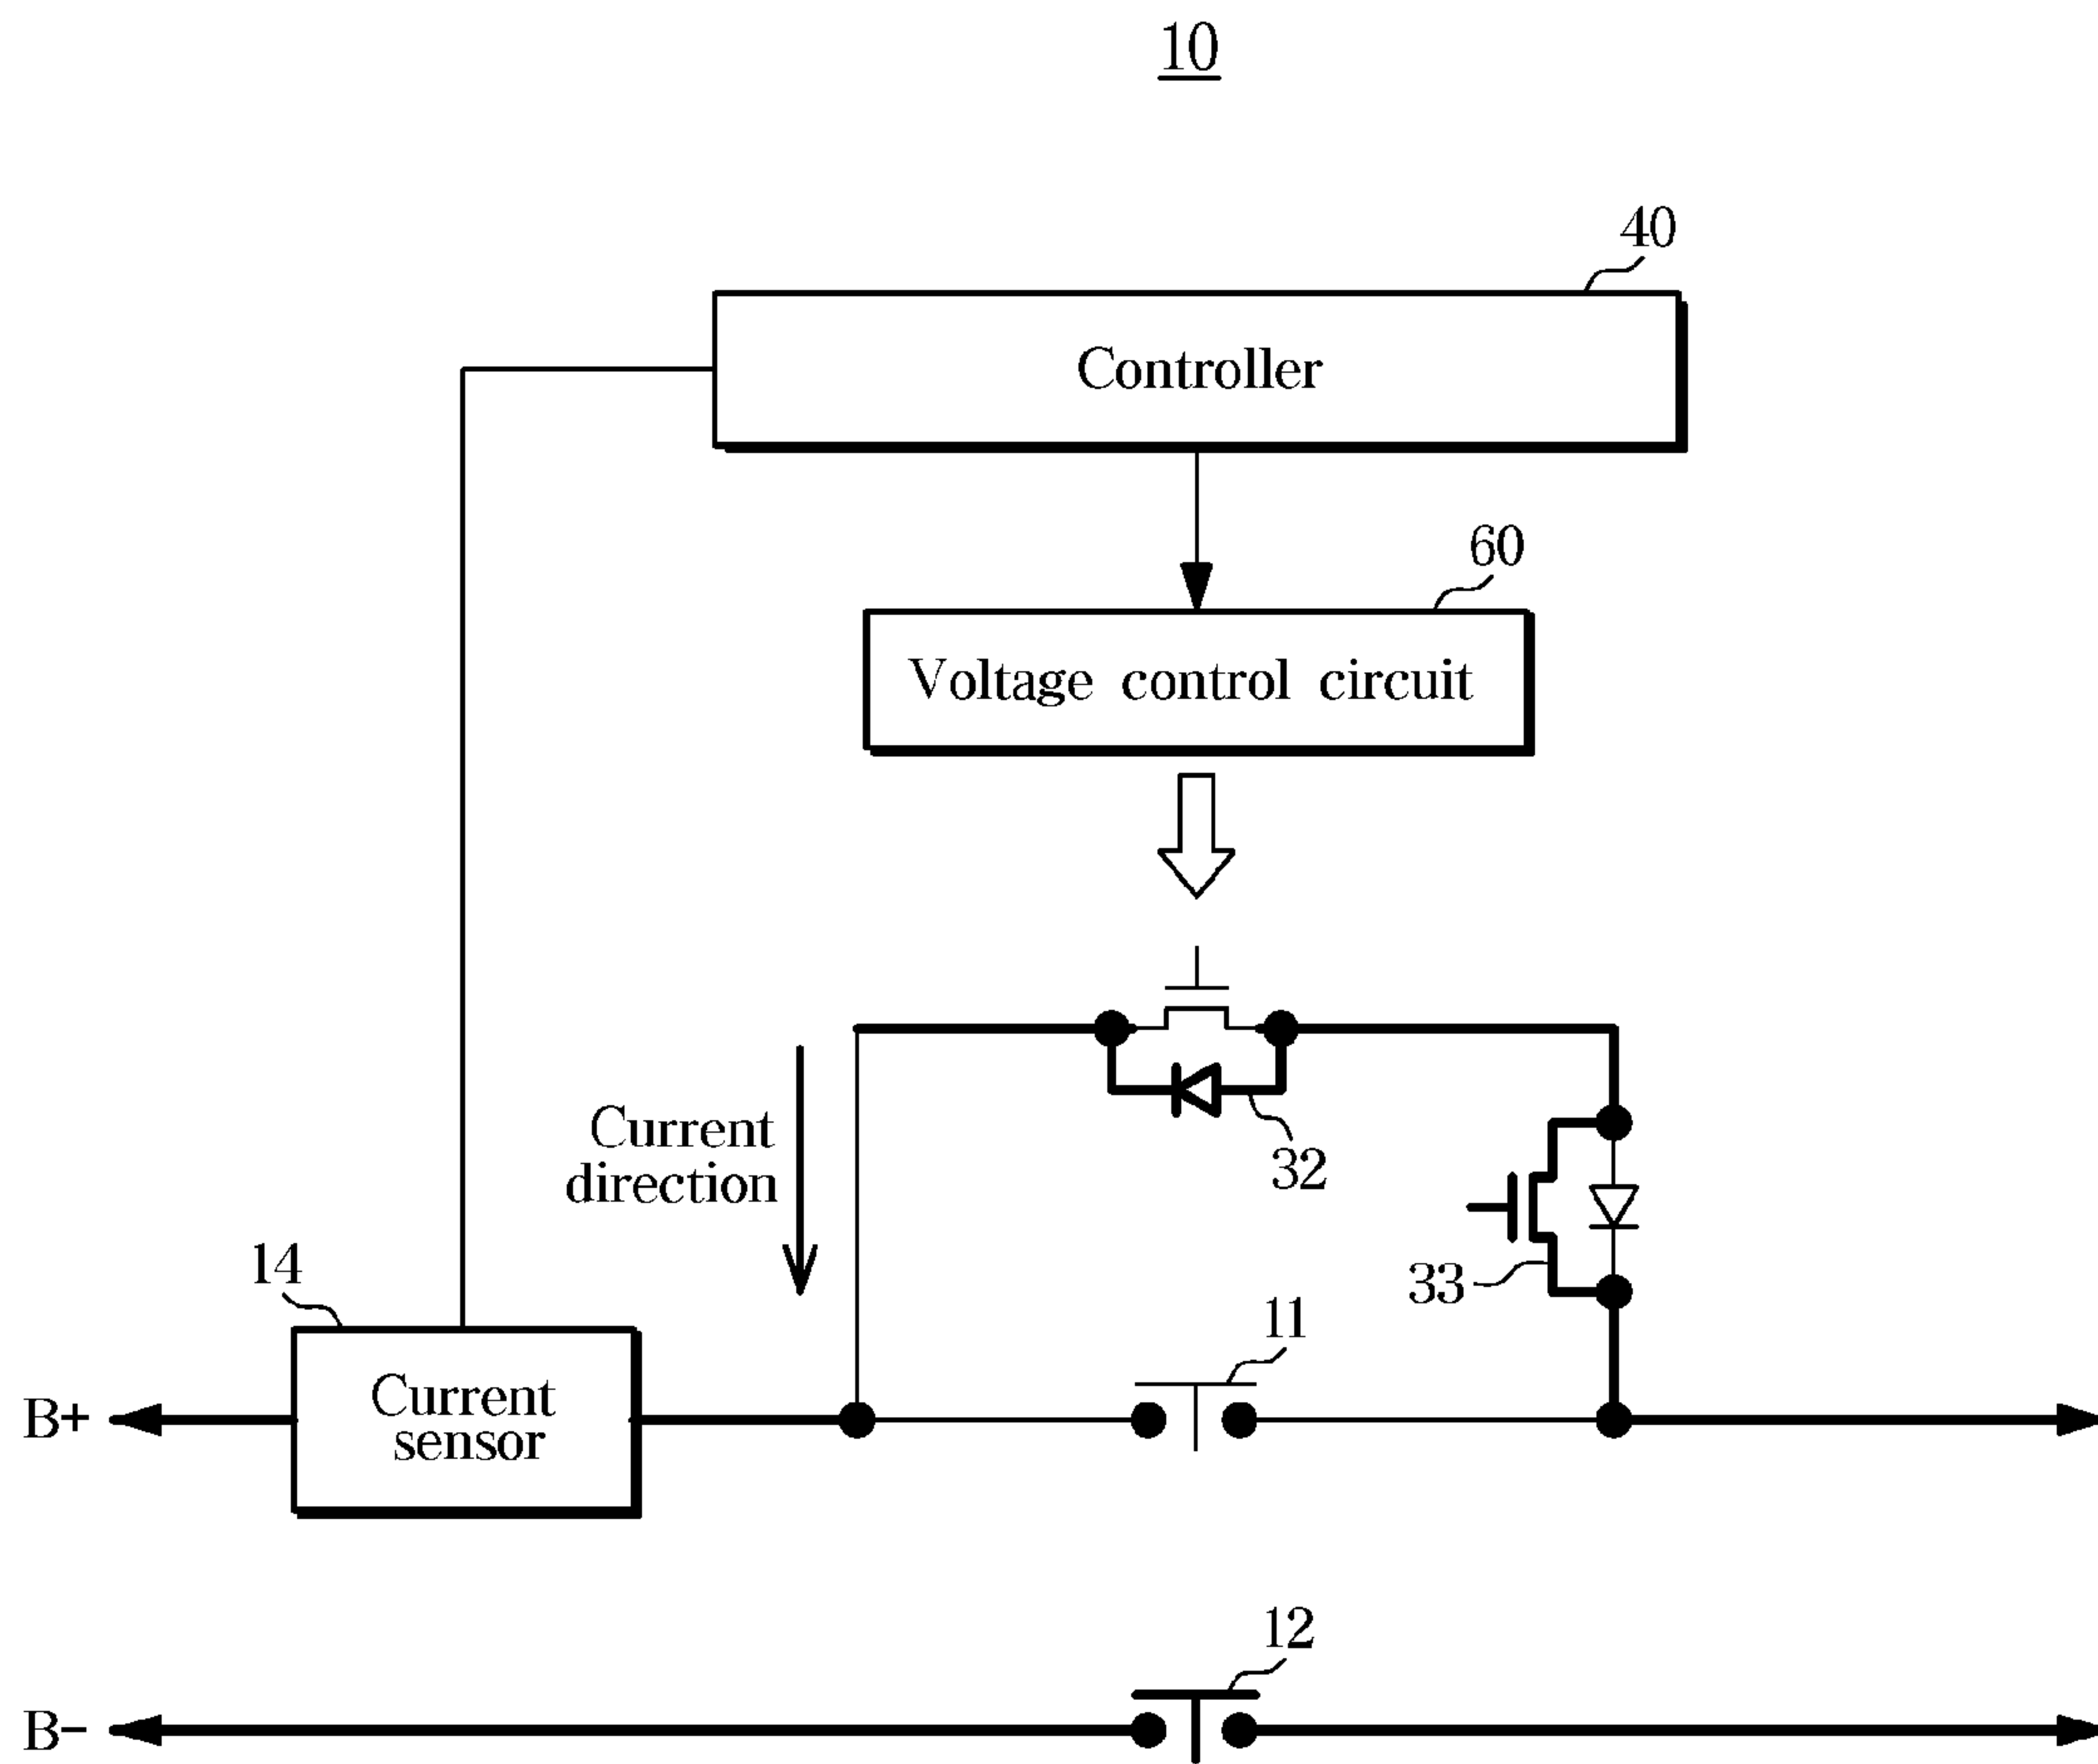 10
40
Controller
60
Voltage control circuit
Current
direction
32
33
14
11
Current
sensor
B+
12
B-